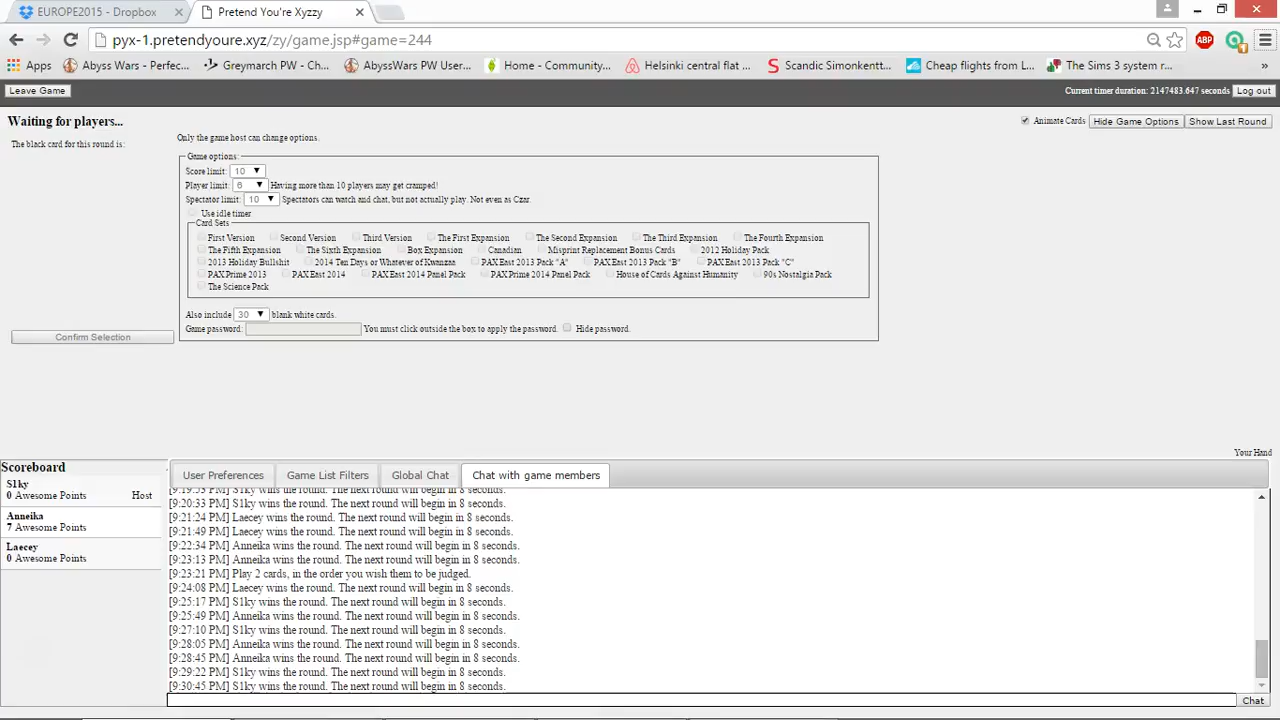 EUROPE2015 - Dropbox
Pretend You're Xyzzy
pyx-1.pretendyoure.xyz/zy/game.jsp#game=244
ABP
Apps
Abyss Wars - Perfec...
Greymarch PW - Ch...
AbyssWars PW User...
Home - Community...
Helsinki central flat ...
Scandic Simonkentt...
Cheap flights from L...
The Sims 3 system r...
»
Leave Game
Current timer duration: 2147483.647 seconds
Log out
Waiting for players...
Animate Cards
Hide Game Options
Show Last Round
The black card for this round is:
Only the game host can change options.
Game options:
Score limit: 10
Player limit: 6 Having more than 10 players may get cramped!
Spectator limit: 10 Spectators can watch and chat, but not actually play. Not even as Czar.
Use idle timer
Card Sets
First Version Second Version Third Version The First Expansion The Second Expansion The Third Expansion The Fourth Expansion
The Fifth Expansion The Sixth Expansion Box Expansion Canadian Misprint Replacement Bonus Cards 2012 Holiday Pack
2013 Holiday Bullshit 2014 Ten Days or Whatever of Kwanzaa PAX East 2013 Pack "A" PAX East 2013 Pack "B" PAX East 2013 Pack "C"
PAX Prime 2013 PAX East 2014 PAX East 2014 Panel Pack PAX Prime 2014 Panel Pack House of Cards Against Humanity 90s Nostalgia Pack
The Science Pack
Also include 30 blank white cards.
Game password: You must click outside the box to apply the password. Hide password.
Confirm Selection
Your Hand
Scoreboard
S1ky
0 Awesome Points Host
Anneika
7 Awesome Points
Laecey
0 Awesome Points
User Preferences
Game List Filters
Global Chat
Chat with game members
[9:19:53 PM] S1ky wins the round. The next round will begin in 8 seconds.
[9:20:33 PM] S1ky wins the round. The next round will begin in 8 seconds.
[9:21:24 PM] Laecey wins the round. The next round will begin in 8 seconds.
[9:21:49 PM] Laecey wins the round. The next round will begin in 8 seconds.
[9:22:34 PM] Anneika wins the round. The next round will begin in 8 seconds.
[9:23:13 PM] Anneika wins the round. The next round will begin in 8 seconds.
[9:23:21 PM] Play 2 cards, in the order you wish them to be judged.
[9:24:08 PM] Laecey wins the round. The next round will begin in 8 seconds.
[9:25:17 PM] S1ky wins the round. The next round will begin in 8 seconds.
[9:25:49 PM] Anneika wins the round. The next round will begin in 8 seconds.
[9:27:10 PM] S1ky wins the round. The next round will begin in 8 seconds.
[9:28:05 PM] Anneika wins the round. The next round will begin in 8 seconds.
[9:28:45 PM] Anneika wins the round. The next round will begin in 8 seconds.
[9:29:22 PM] S1ky wins the round. The next round will begin in 8 seconds.
[9:30:45 PM] S1ky wins the round. The next round will begin in 8 seconds.
Chat